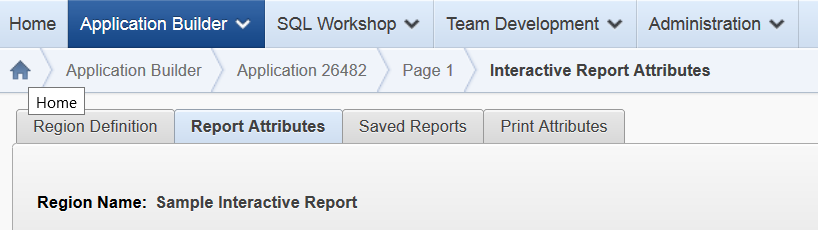 Home Application Builder SQL Workshop Team Development Administration
Application Builder Application 26482 Page 1 Interactive Report Attributes
Home
Region Definition Report Attributes Saved Reports Print Attributes
Region Name: Sample Interactive Report